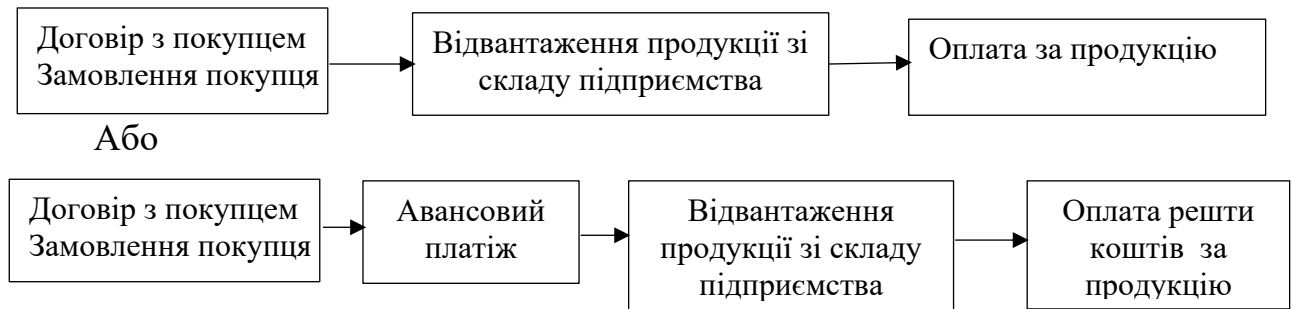 Договір з покупцем
Замовлення покупця
Відвантаження продукції зі
складу підприємства
Оплата за продукцію
Або
Договір з покупцем
Замовлення покупця
Авансовий
платіж
Відвантаження
продукції зі складу
підприємства
Оплата решти
коштів за
продукцію